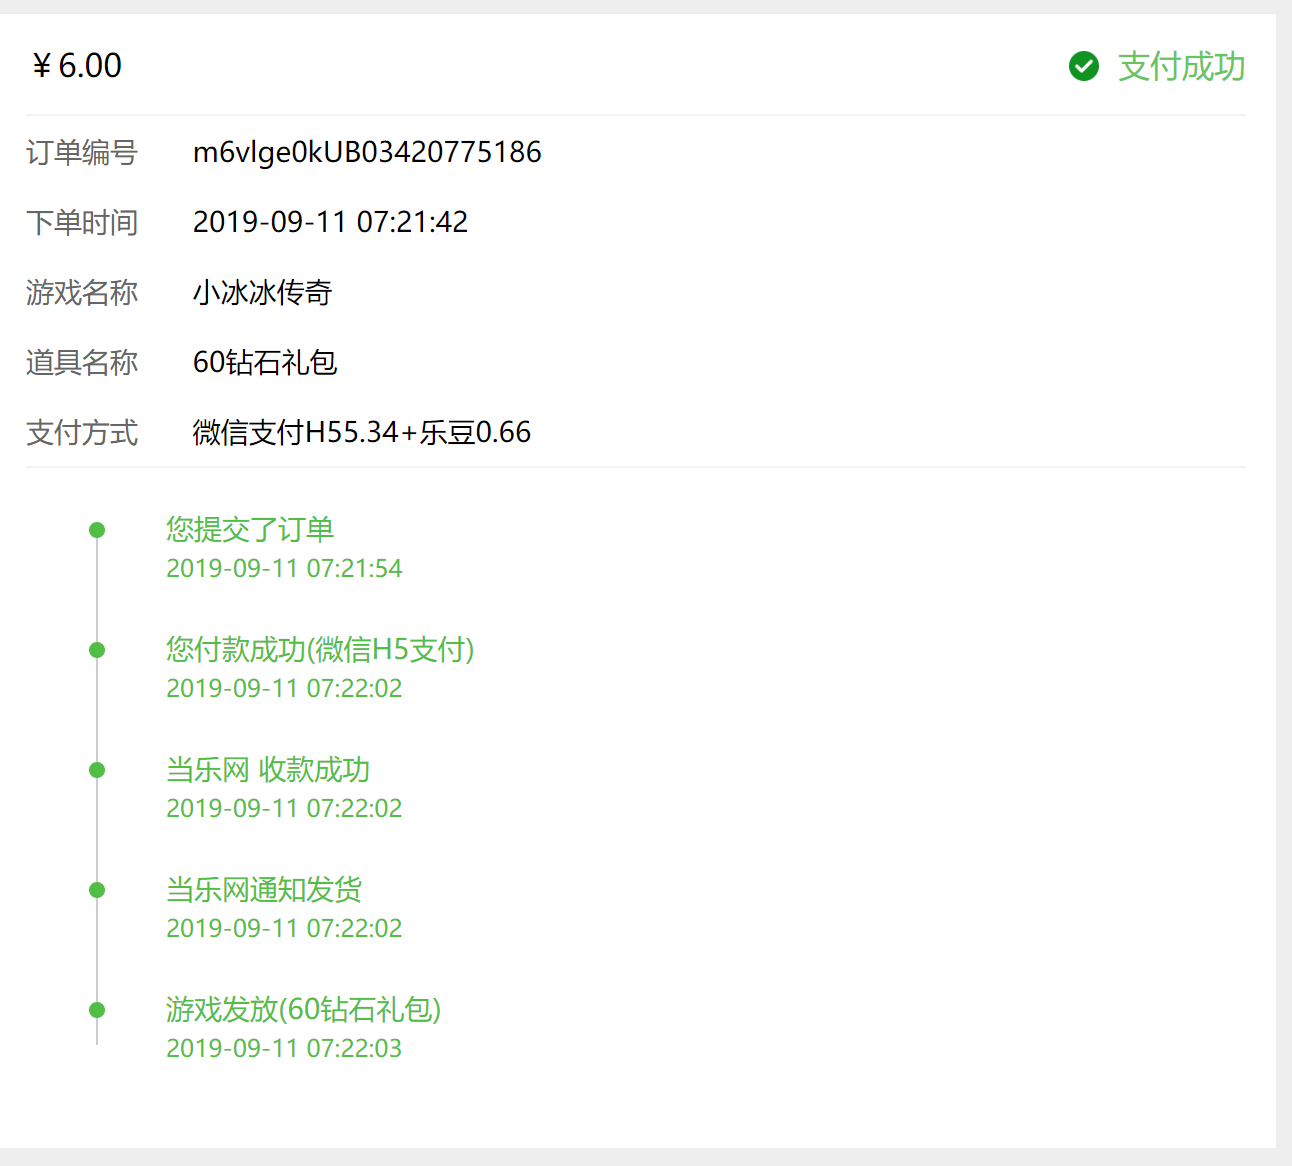 ¥ 6.00 支付成功
订单编号 m6vlge0kUB03420775186
下单时间 2019-09-11 07:21:42
游戏名称 小冰冰传奇
道具名称 60钻石礼包
支付方式 微信支付H55.34+乐豆0.66
您提交了订单
2019-09-11 07:21:54
您付款成功(微信H5支付)
2019-09-11 07:22:02
当乐网 收款成功
2019-09-11 07:22:02
当乐网通知发货
2019-09-11 07:22:02
游戏发放(60钻石礼包)
2019-09-11 07:22:03